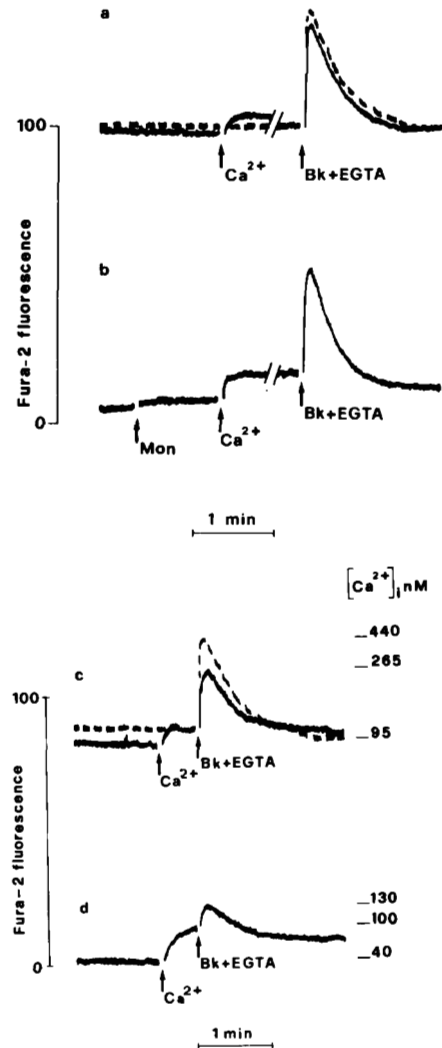 a
100
Ca²⁺
Bk+EGTA
b
Fura-2 fluorescence
0
Mon
Ca²⁺
Bk+EGTA
1 min
[Ca²⁺]ᵢ nM
440
265
c
100
95
Ca²⁺
Bk+EGTA
Fura-2 fluorescence
d
130
100
40
0
Bk+EGTA
Ca²⁺
1 min